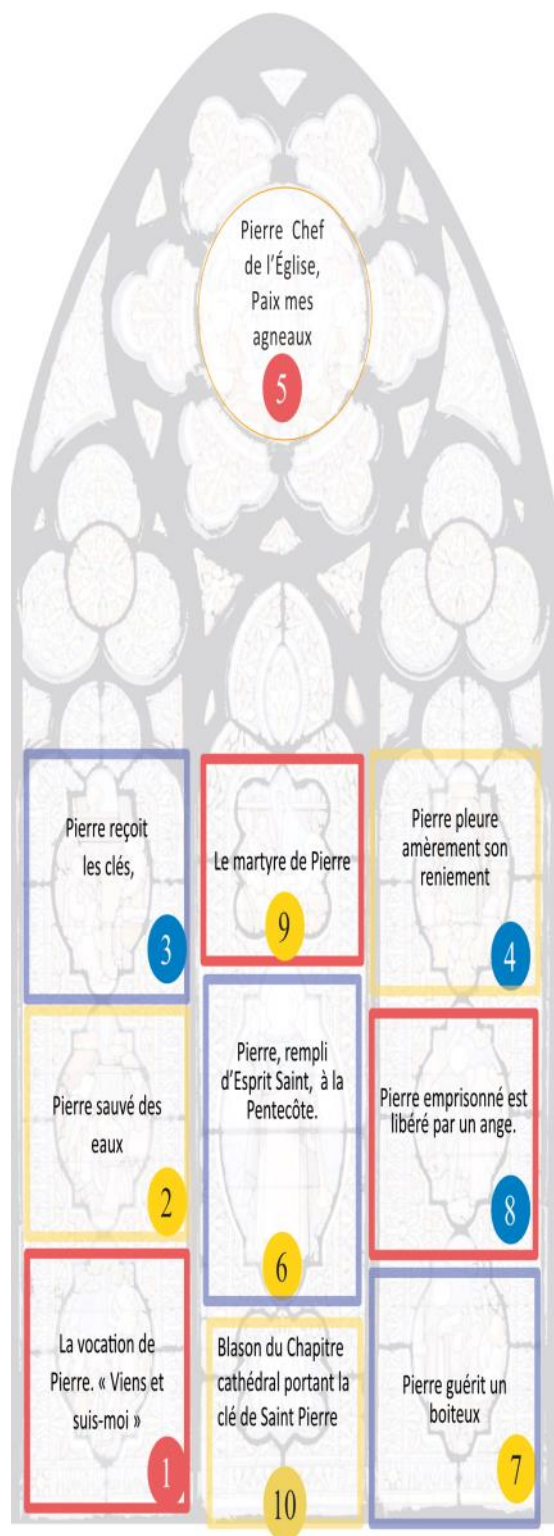 Pierre Chef
de l'Église,
Paix mes
agneaux
5
Pierre reçoit
les clés,
3
Le martyre de Pierre
9
Pierre pleure
amèrement son
reniement
4
Pierre sauvé des
eaux
2
Pierre, rempli
d'Esprit Saint, à la
Pentecôte.
6
Pierre emprisonné est
libéré par un ange.
8
La vocation de
Pierre. « Viens et
suis-moi »
1
Blason du Chapitre
cathédral portant la
clé de Saint Pierre
10
Pierre guérit un
boiteux
7